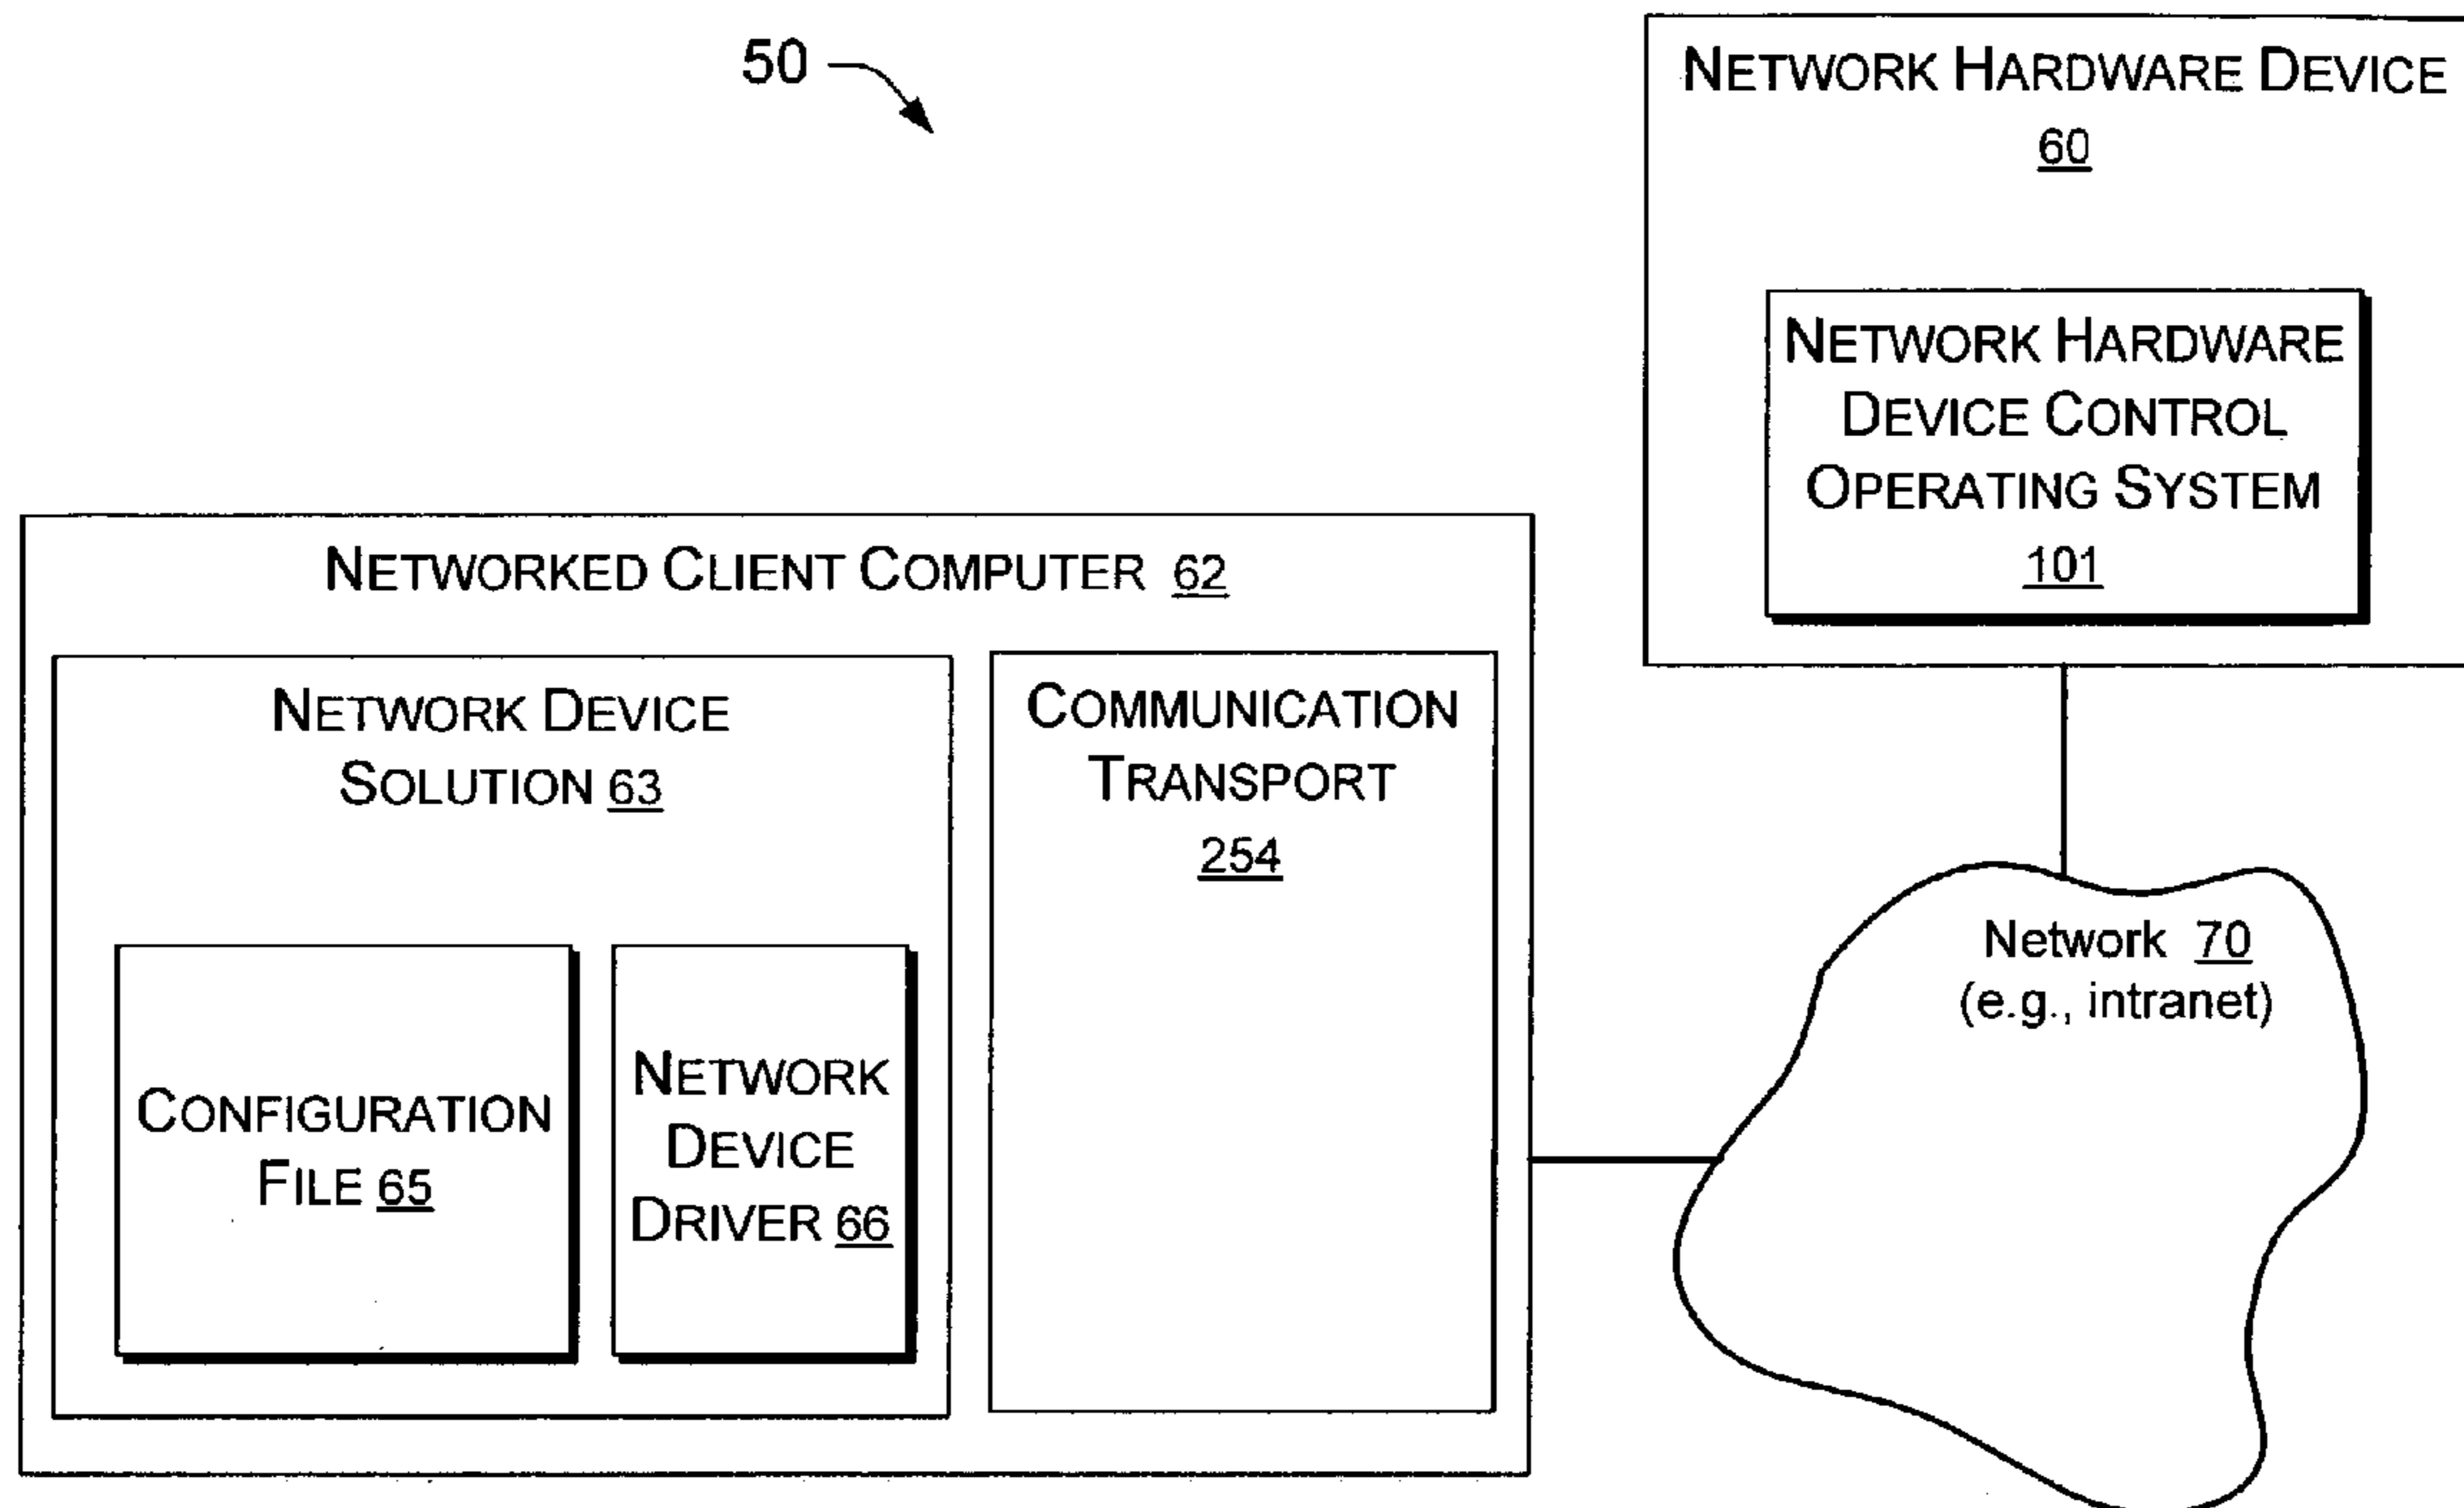 50
NETWORK HARDWARE DEVICE
60
NETWORK HARDWARE
DEVICE CONTROL
OPERATING SYSTEM
101
NETWORKED CLIENT COMPUTER 62
NETWORK DEVICE
SOLUTION 63
CONFIGURATION
FILE 65
NETWORK
DEVICE
DRIVER 66
COMMUNICATION
TRANSPORT
254
Network 70
(e.g., intranet)